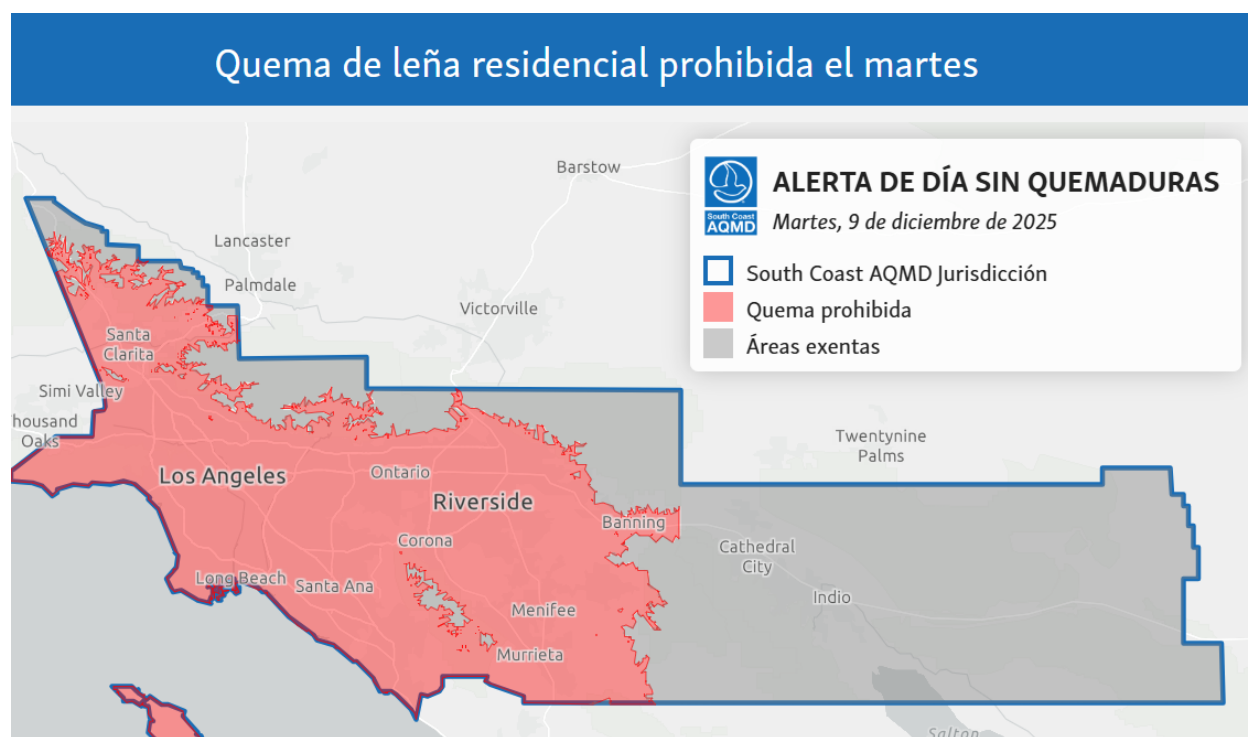 Quema de leña residencial prohibida el martes
Barstow
South Coast
AQMD
ALERTA DE DÍA SIN QUEMADURAS
Martes, 9 de diciembre de 2025
South Coast AQMD Jurisdicción
Quema prohibida
Áreas exentas
Lancaster
Palmdale
Victorville
Santa
Clarita
Simi Valley
housand
Oaks
Twentynine
Palms
Los Angeles
Ontario
Riverside
Banning
Corona
Cathedral
City
Long Beach
Santa Ana
Indio
Menifee
Murrieta
Salton